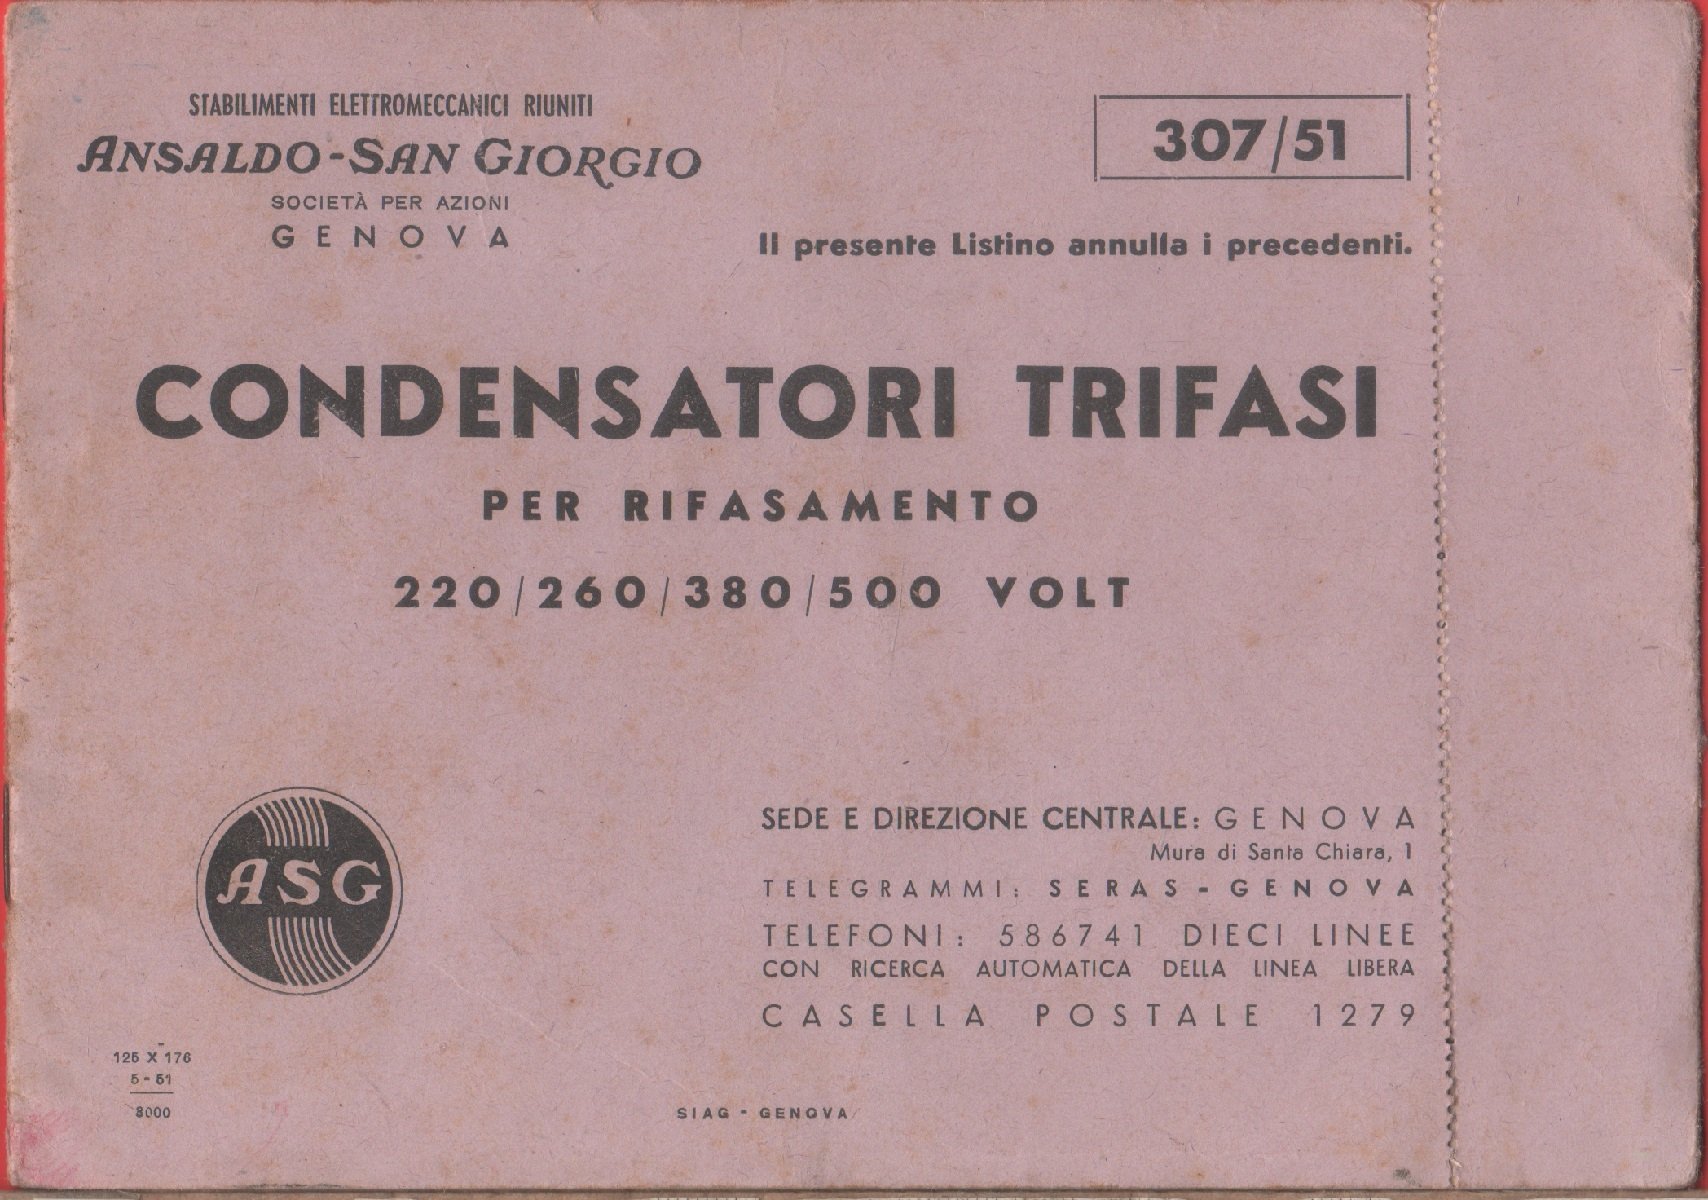 STABILIMENTI ELETTROMECCANICI RIUNITI
ANSALDO-SAN GIORGIO
SOCIETÀ PER AZIONI
GENOVA
307/51
Il presente Listino annulla i precedenti.
CONDENSATORI TRIFASI
PER RIFASAMENTO
220/260/380/500 VOLT
ASG
SEDE E DIREZIONE CENTRALE: GENOVA
Mura di Santa Chiara, 1
TELEGRAMMI: SERAS - GENOVA
TELEFONI: 586741 DIECI LINEE
CON RICERCA AUTOMATICA DELLA LINEA LIBERA
CASELLA POSTALE 1279
125 X 176
5 - 51
3000
SIAG - GENOVA